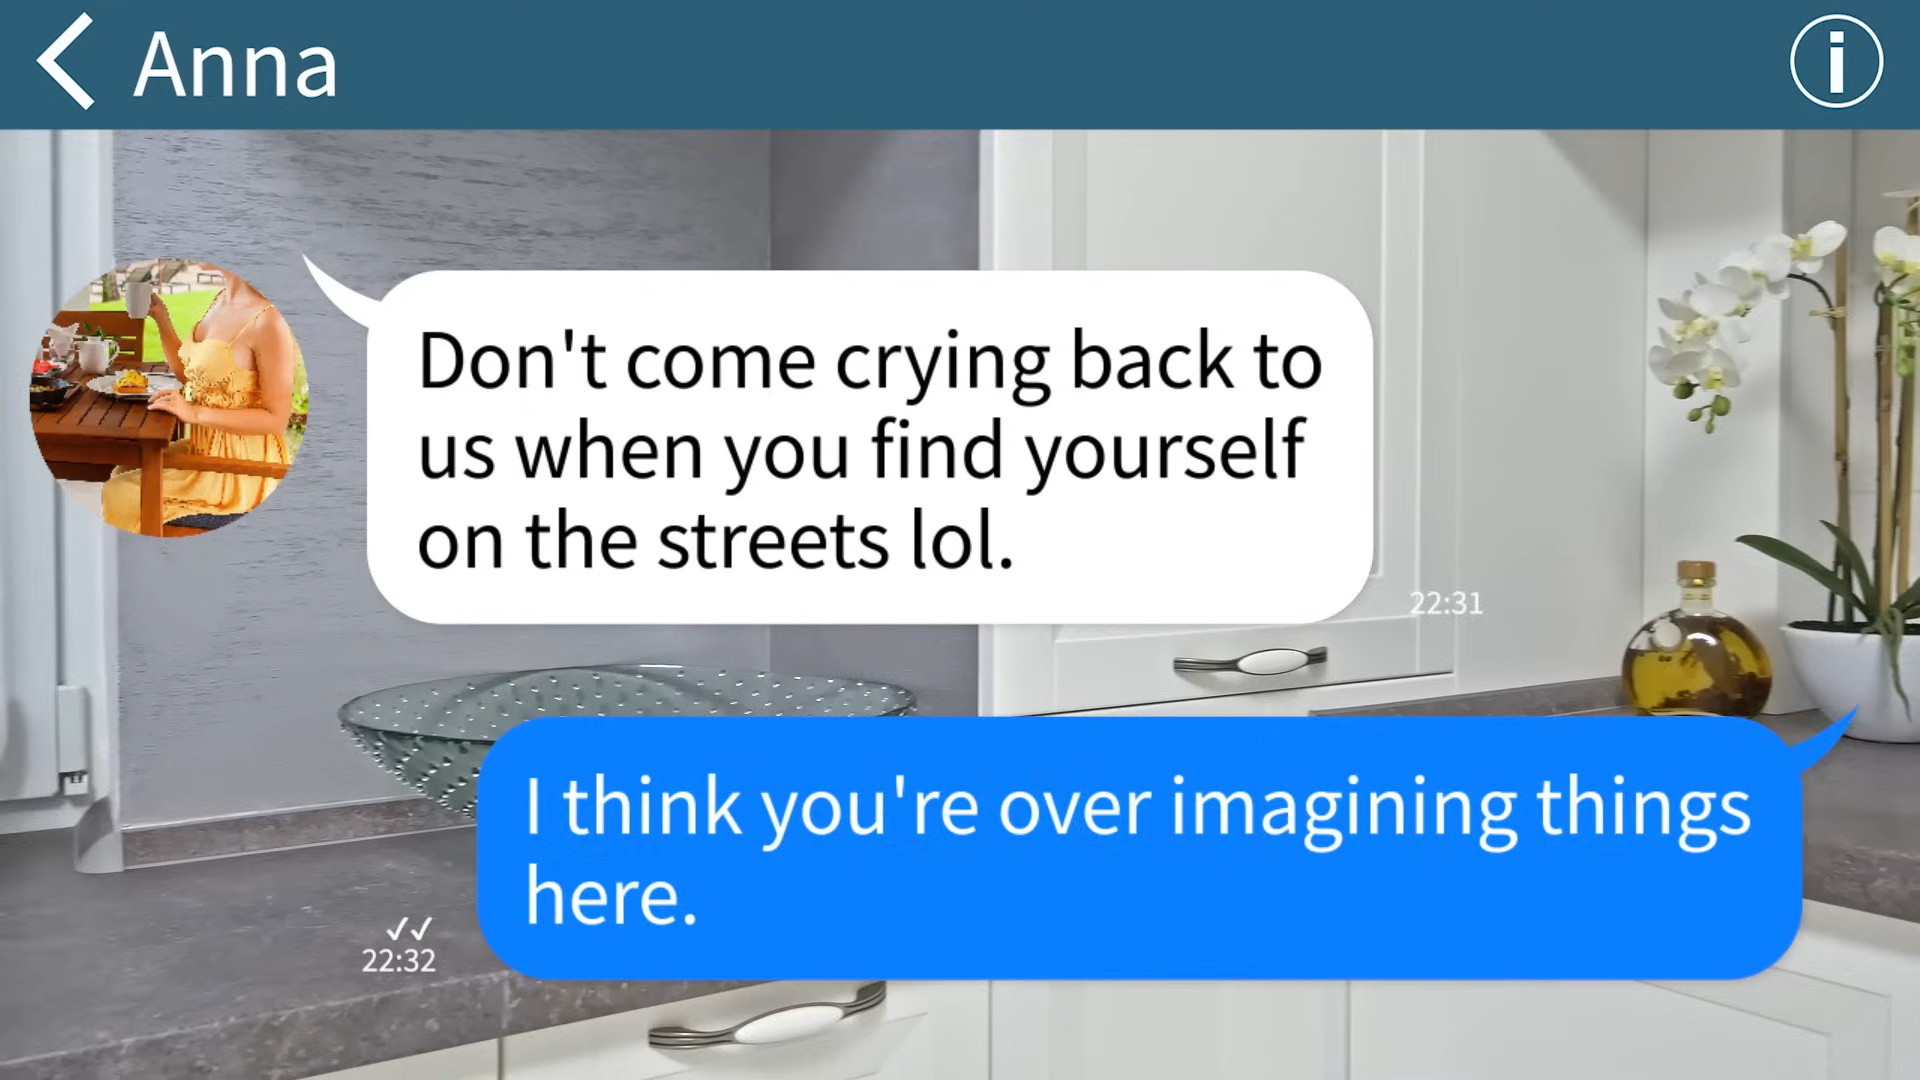 Anna
Don't come crying back to
us when you find yourself
on the streets lol.
22:31
I think you're over imagining things
here.
22:32